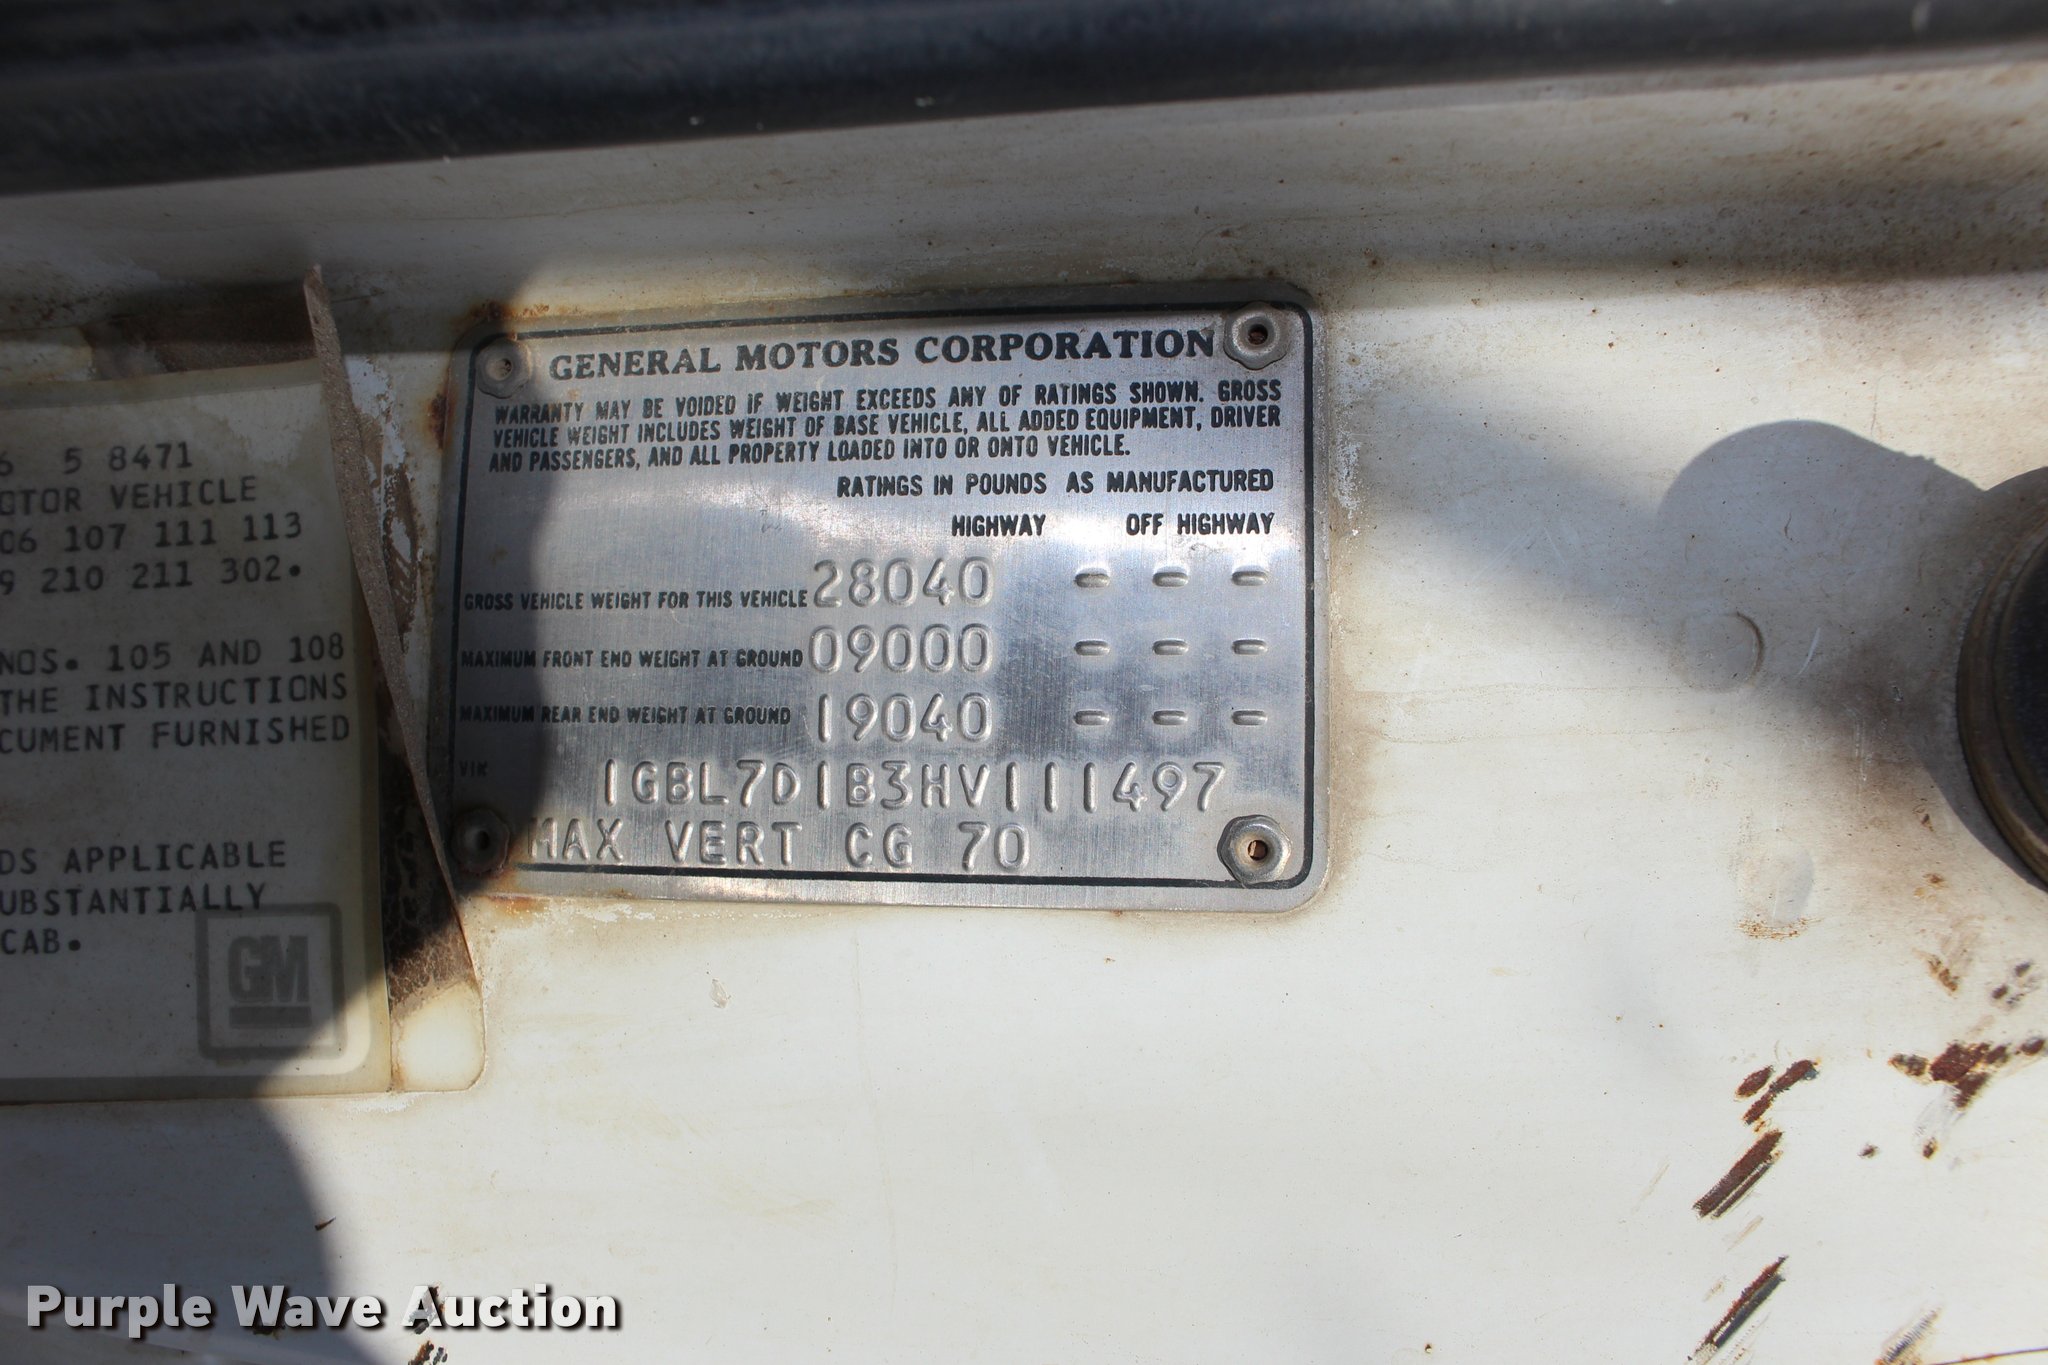 6 5 8471
OTOR VEHICLE
06 107 111 113
9 210 211 302.
NOS. 105 AND 108
THE INSTRUCTIONS
CUMENT FURNISHED
DS APPLICABLE
UBSTANTIALLY
CAB.
GM
GENERAL MOTORS CORPORATION
WARRANTY MAY BE VOIDED IF WEIGHT EXCEEDS ANY OF RATINGS SHOWN. GROSS
VEHICLE WEIGHT INCLUDES WEIGHT OF BASE VEHICLE, ALL ADDED EQUIPMENT, DRIVER
AND PASSENGERS, AND ALL PROPERTY LOADED INTO OR ONTO VEHICLE.
RATINGS IN POUNDS AS MANUFACTURED
HIGHWAY OFF HIGHWAY
GROSS VEHICLE WEIGHT FOR THIS VEHICLE 28040 - - -
MAXIMUM FRONT END WEIGHT AT GROUND 09000 - - -
MAXIMUM REAR END WEIGHT AT GROUND 19040 - - -
VIN 1GBL7D1B3HV111497
MAX VERT CG 70
Purple Wave Auction